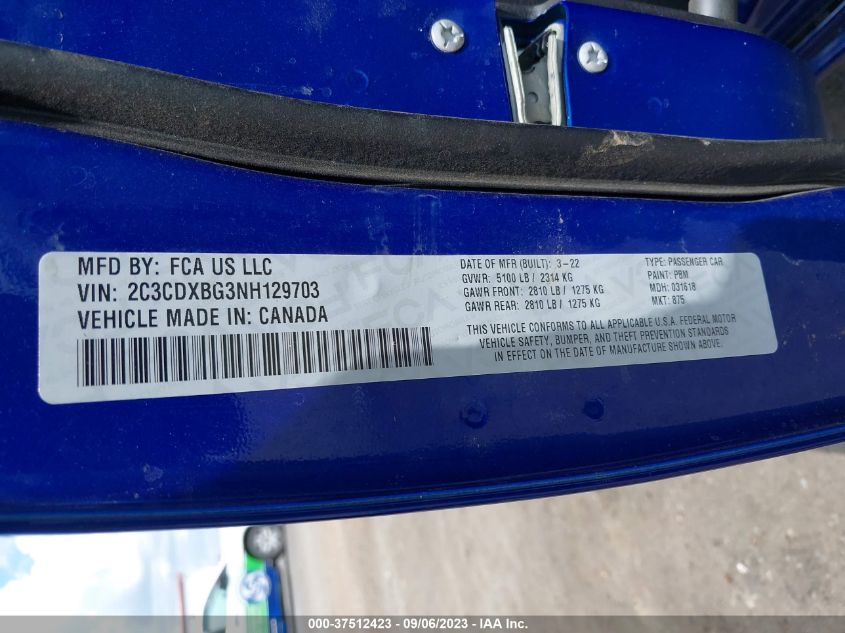 MFD BY: FCA US LLC
VIN: 2C3CDXBG3NH129703
VEHICLE MADE IN: CANADA
DATE OF MFR (BUILT): 3-22
GVWR: 5100 LB / 2314 KG
GAWR FRONT: 2810 LB / 1275 KG
GAWR REAR: 2810 LB / 1275 KG
TYPE: PASSENGER CAR
PAINT: PBM
MDH: 031618
MKT: 875
THIS VEHICLE CONFORMS TO ALL APPLICABLE U.S.A. FEDERAL MOTOR
VEHICLE SAFETY, BUMPER, AND THEFT PREVENTION STANDARDS
IN EFFECT ON THE DATE OF MANUFACTURE SHOWN ABOVE.
000-37512423 - 09/06/2023 - IAA Inc.